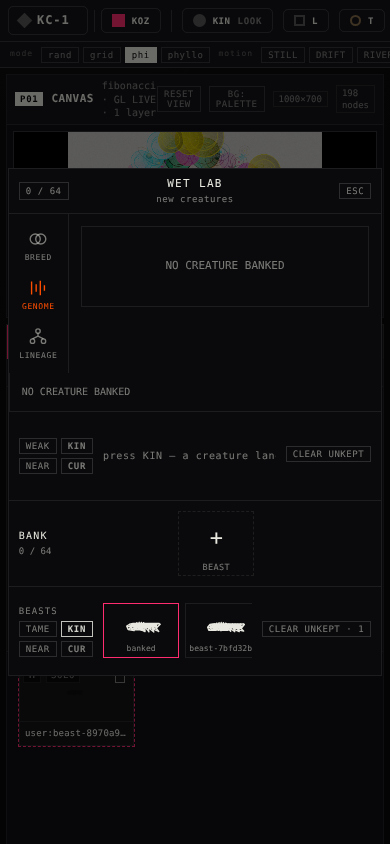 KC-1
KOZ
KIN LOOK
L
T
mode rand grid phi phyllo motion STILL DRIFT RIVE
P01 CANVAS
fibonacci
· GL LIVE
· 1 layer
RESET
VIEW
BG:
PALETTE
1000×700
198
nodes
0 / 64
WET LAB
new creatures
ESC
BREED
GENOME
LINEAGE
NO CREATURE BANKED
NO CREATURE BANKED
WEAK KIN
NEAR CUR
press KIN — a creature lan
CLEAR UNKEPT
BANK
0 / 64
+
BEAST
BEASTS
TAME KIN
NEAR CUR
banked
beast-7bfd32b
CLEAR UNKEPT · 1
user:beast-8970a9…